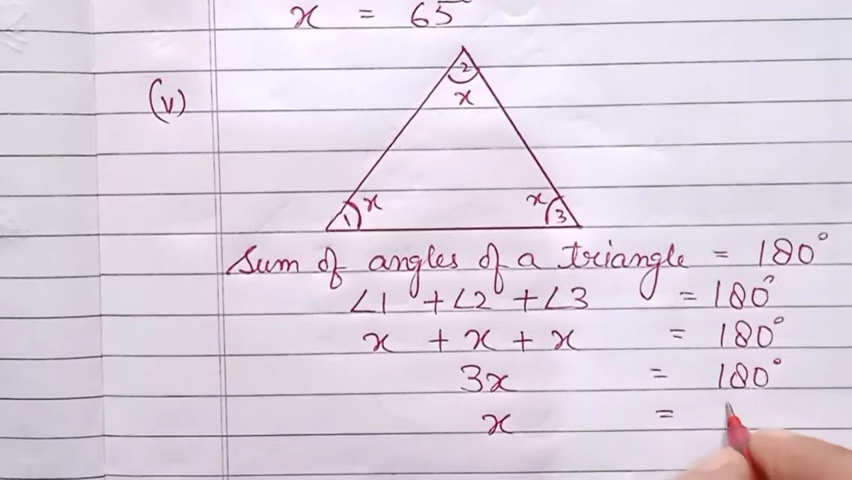 x = 65
(v)
2
x
1 x x 3
Sum of angles of a triangle = 180°
∠1 + ∠2 + ∠3 = 180°
x + x + x = 180°
3x = 180°
x =